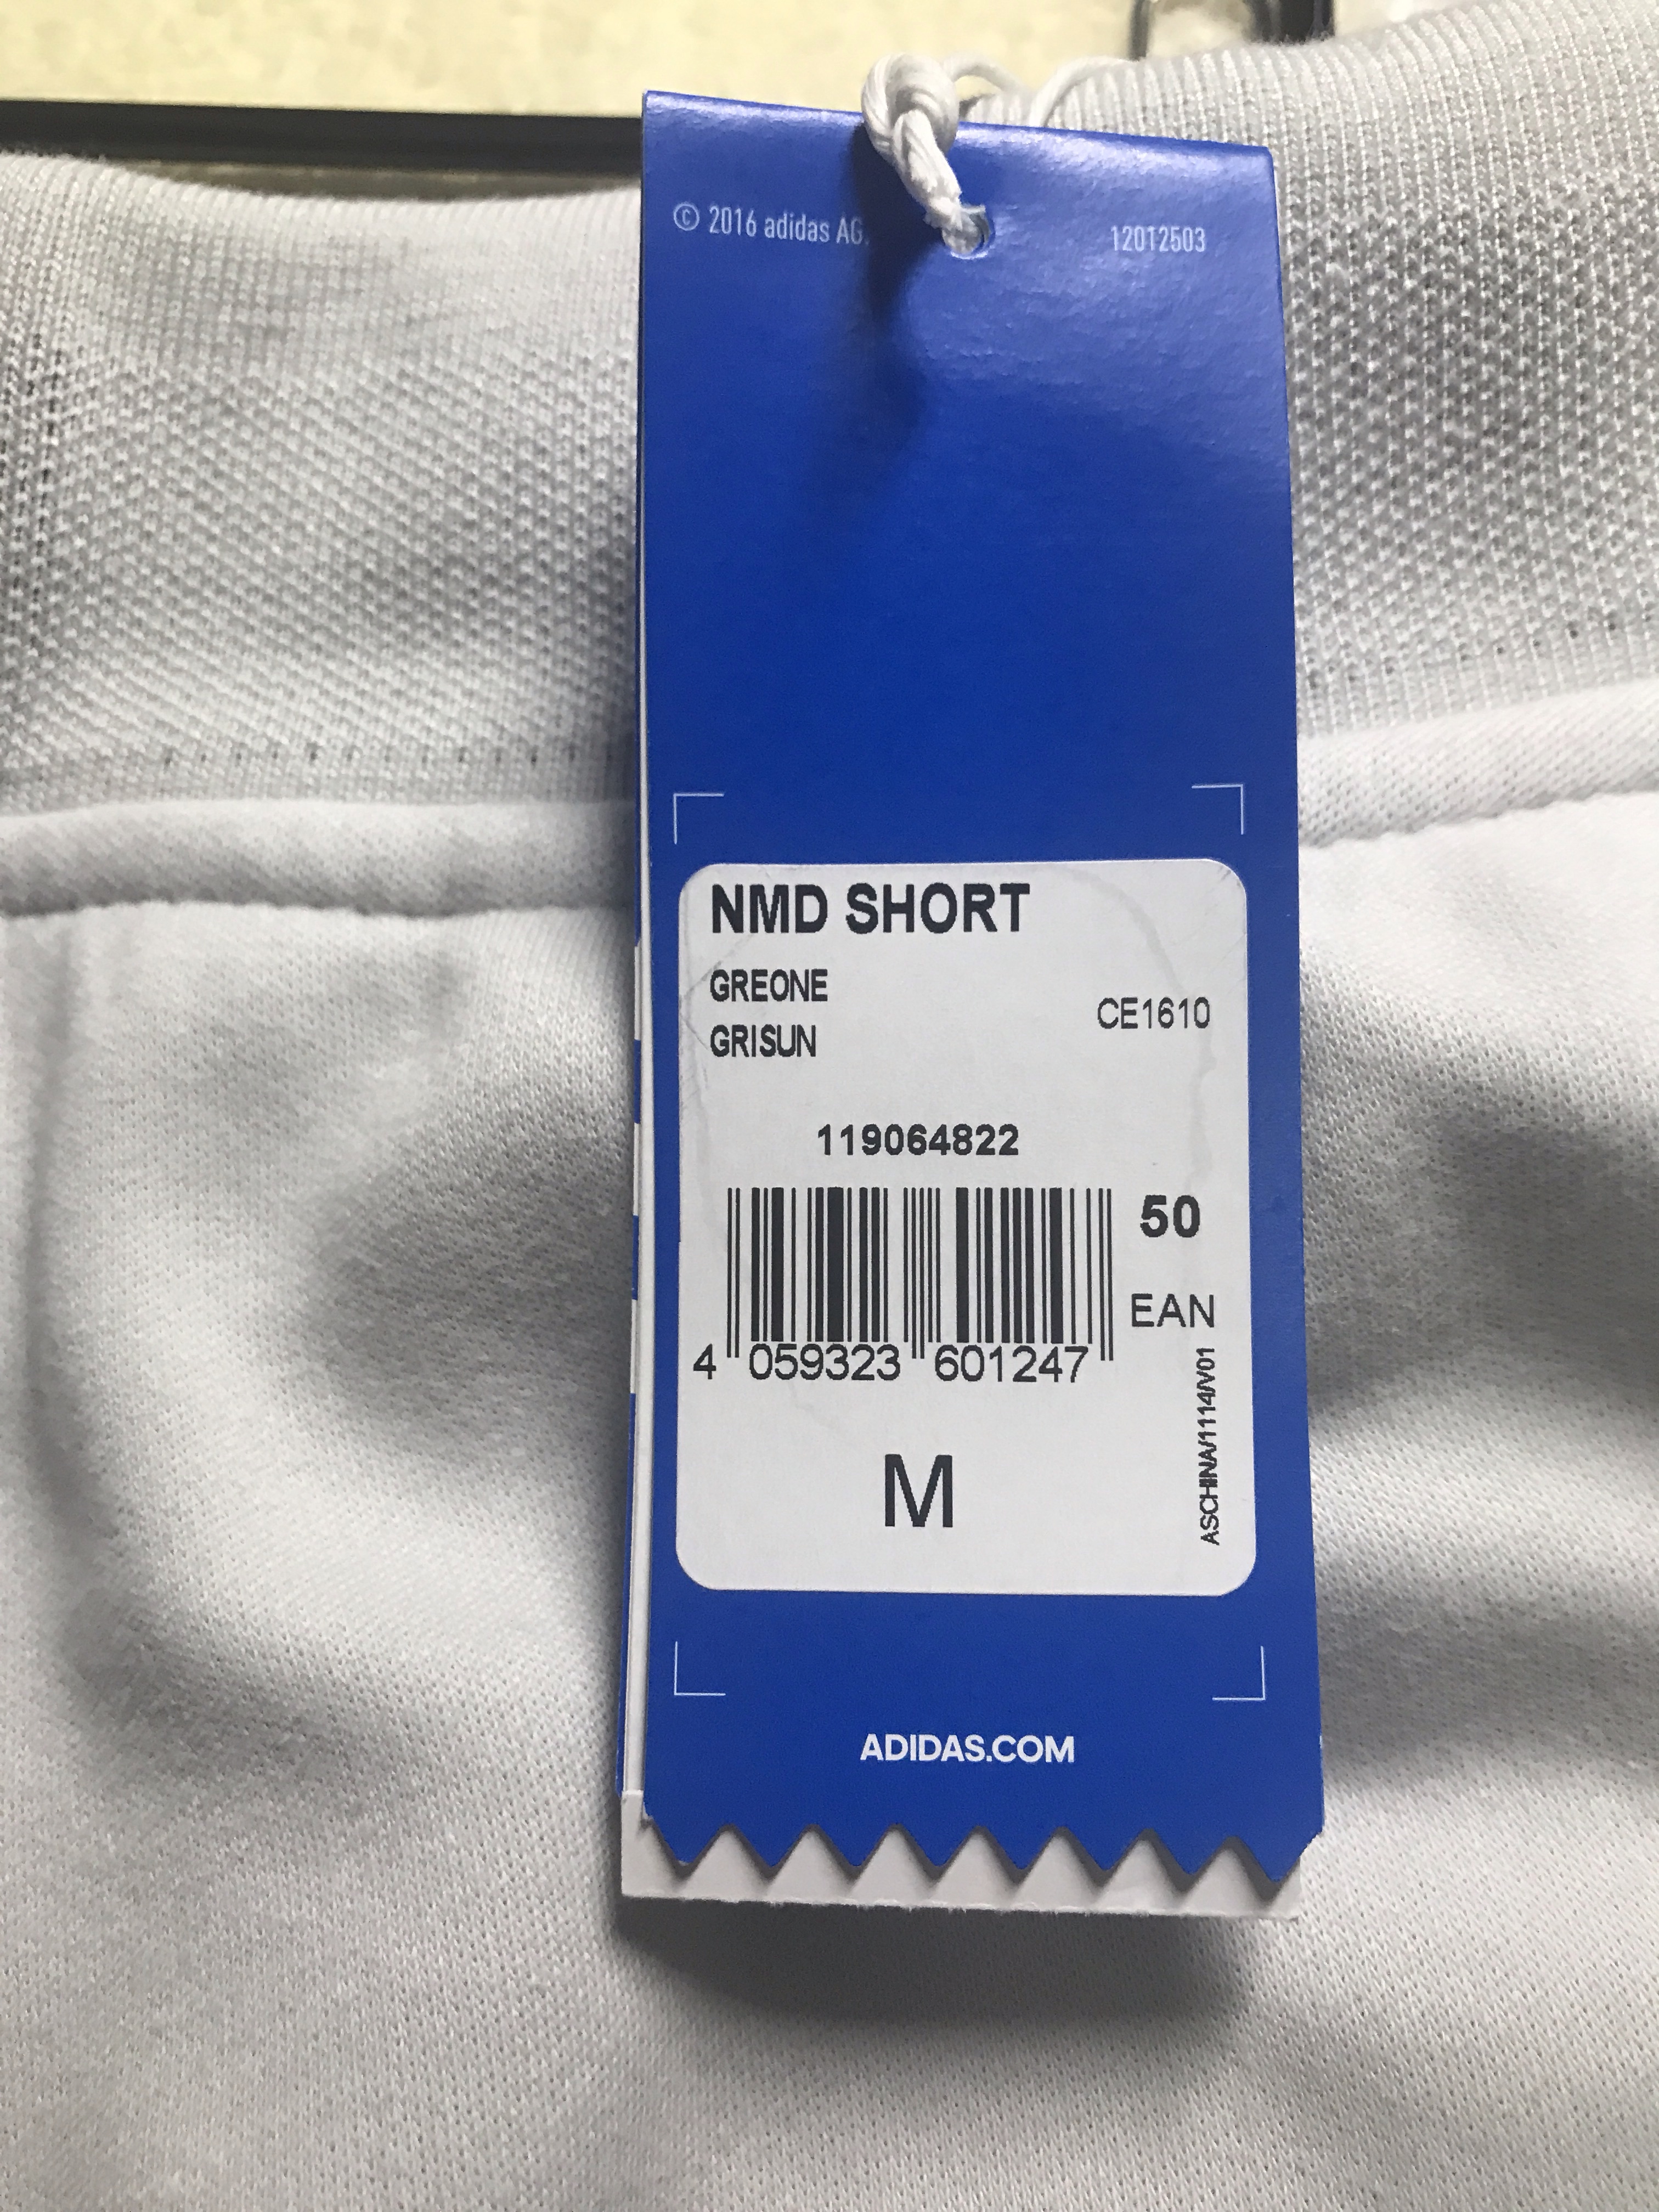 © 2016 adidas AG.
12012503
NMD SHORT
GREONE
CE1610
GRISUN
119064822
50
EAN
4 059323 601247
ASCHINA/1114/V01
M
ADIDAS.COM